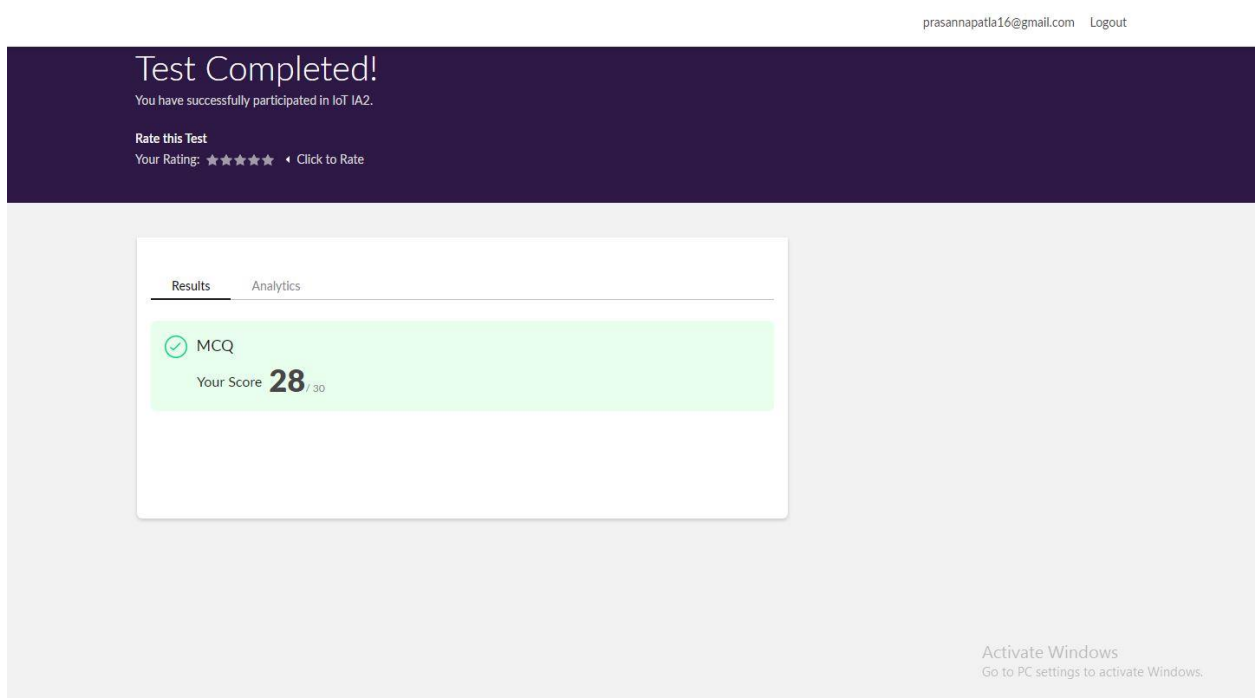 prasannapatla16@gmail.com Logout
Test Completed!
You have successfully participated in IoT IA2.
Rate this Test
Your Rating: Click to Rate
Results Analytics
MCQ
Your Score 28 / 30
Activate Windows
Go to PC settings to activate Windows.